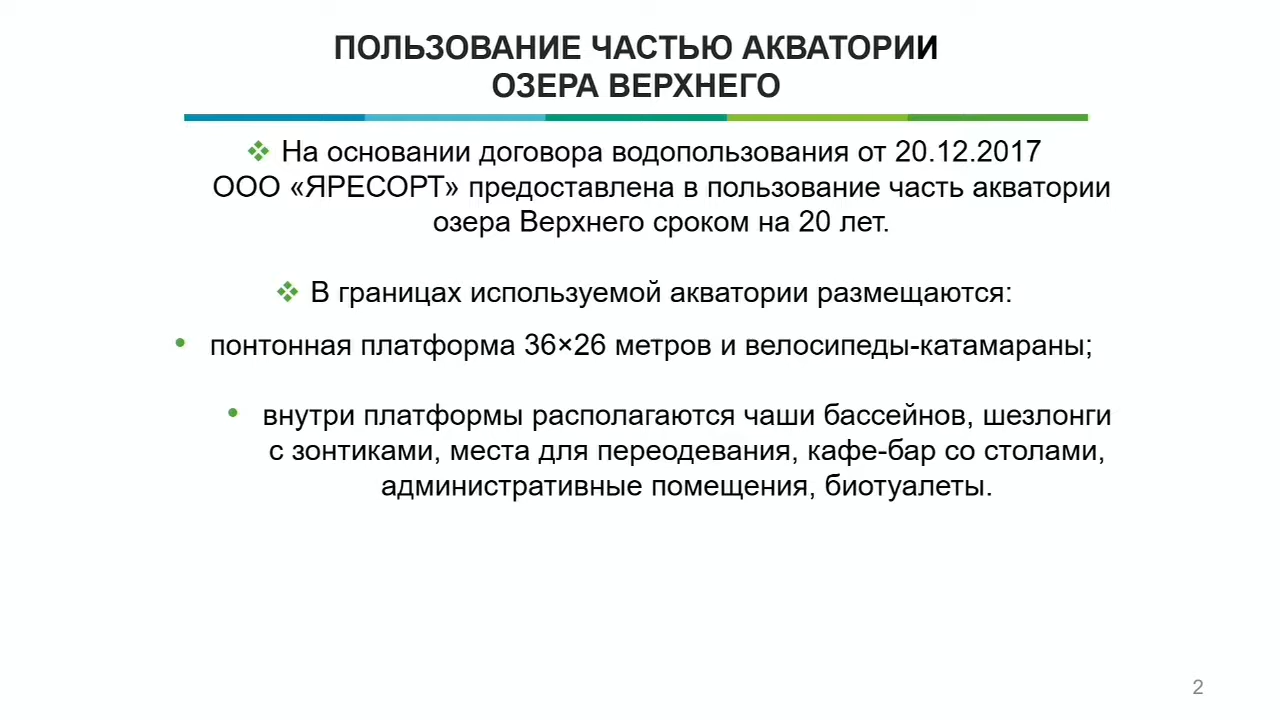 ПОЛЬЗОВАНИЕ ЧАСТЬЮ АКВАТОРИИ
ОЗЕРА ВЕРХНЕГО
❖ На основании договора водопользования от 20.12.2017
ООО «ЯРЕСОРТ» предоставлена в пользование часть акватории
озера Верхнего сроком на 20 лет.
❖ В границах используемой акватории размещаются:
• понтонная платформа 36×26 метров и велосипеды-катамараны;
• внутри платформы располагаются чаши бассейнов, шезлонги
с зонтиками, места для переодевания, кафе-бар со столами,
административные помещения, биотуалеты.
2